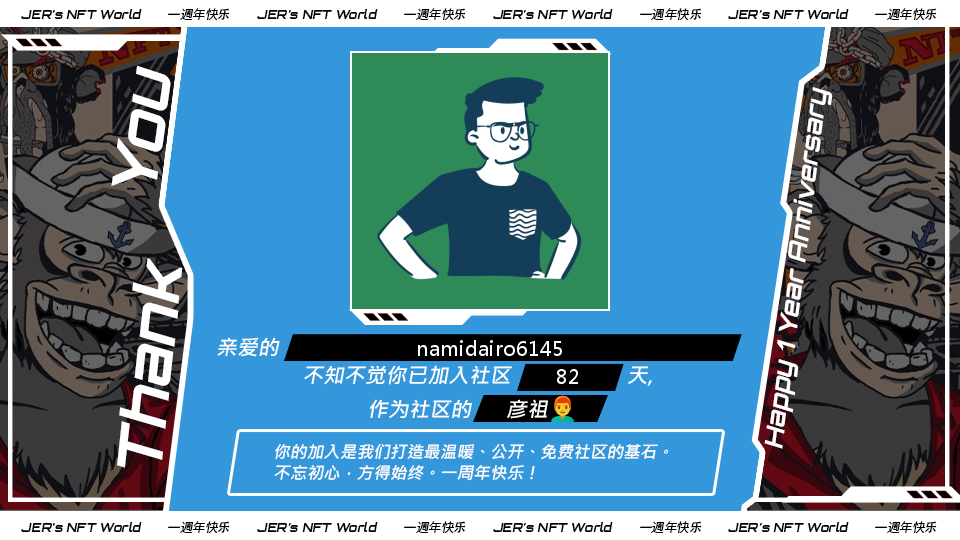 JER's NFT World 一週年快乐 JER's NFT World 一週年快乐 JER's NFT World 一週年快乐 JER's NFT World 一週年快乐
Thank You
Happy 1 Year Anniversary
亲爱的 namidairo6145
不知不觉你已加入社区 82 天,
作为社区的 彦祖👨‍🦰
你的加入是我们打造最温暖、公开、免费社区的基石。
不忘初心，方得始终。一周年快乐！
JER's NFT World 一週年快乐 JER's NFT World 一週年快乐 JER's NFT World 一週年快乐 JER's NFT World 一週年快乐